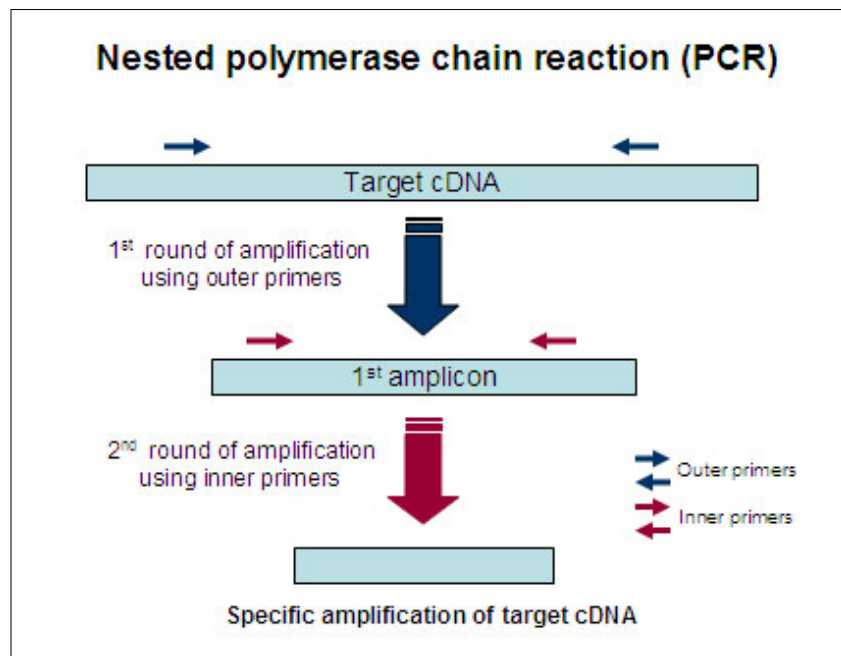 Nested polymerase chain reaction (PCR)
Target cDNA
1st round of amplification
using outer primers
1st amplicon
2nd round of amplification
using inner primers
Outer primers
Inner primers
Specific amplification of target cDNA